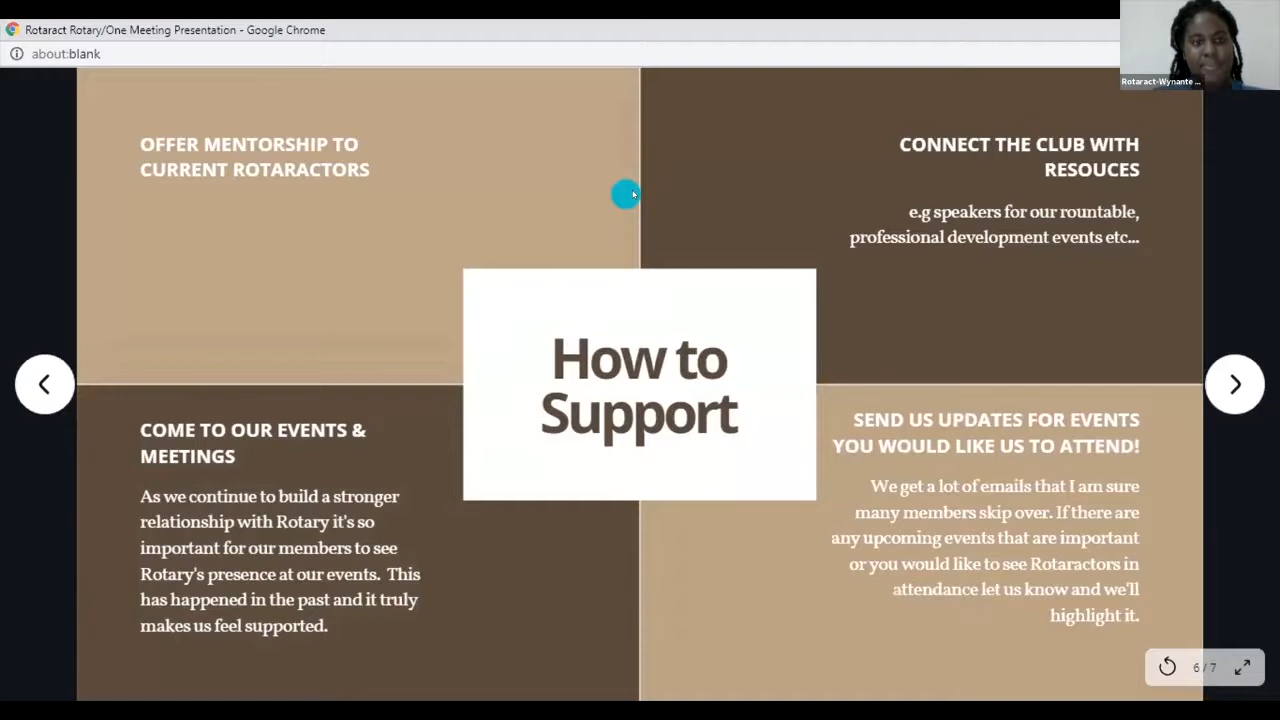 Rotaract Rotary/One Meeting Presentation - Google Chrome
about:blank
Rotaract-Wynante ...
OFFER MENTORSHIP TO
CURRENT ROTARACTORS
CONNECT THE CLUB WITH
RESOUCES
e.g speakers for our rountable,
professional development events etc...
How to
Support
COME TO OUR EVENTS &
MEETINGS
As we continue to build a stronger
relationship with Rotary it's so
important for our members to see
Rotary's presence at our events.  This
has happened in the past and it truly
makes us feel supported.
SEND US UPDATES FOR EVENTS
YOU WOULD LIKE US TO ATTEND!
We get a lot of emails that I am sure
many members skip over. If there are
any upcoming events that are important
or you would like to see Rotaractors in
attendance let us know and we'll
highlight it.
6 / 7